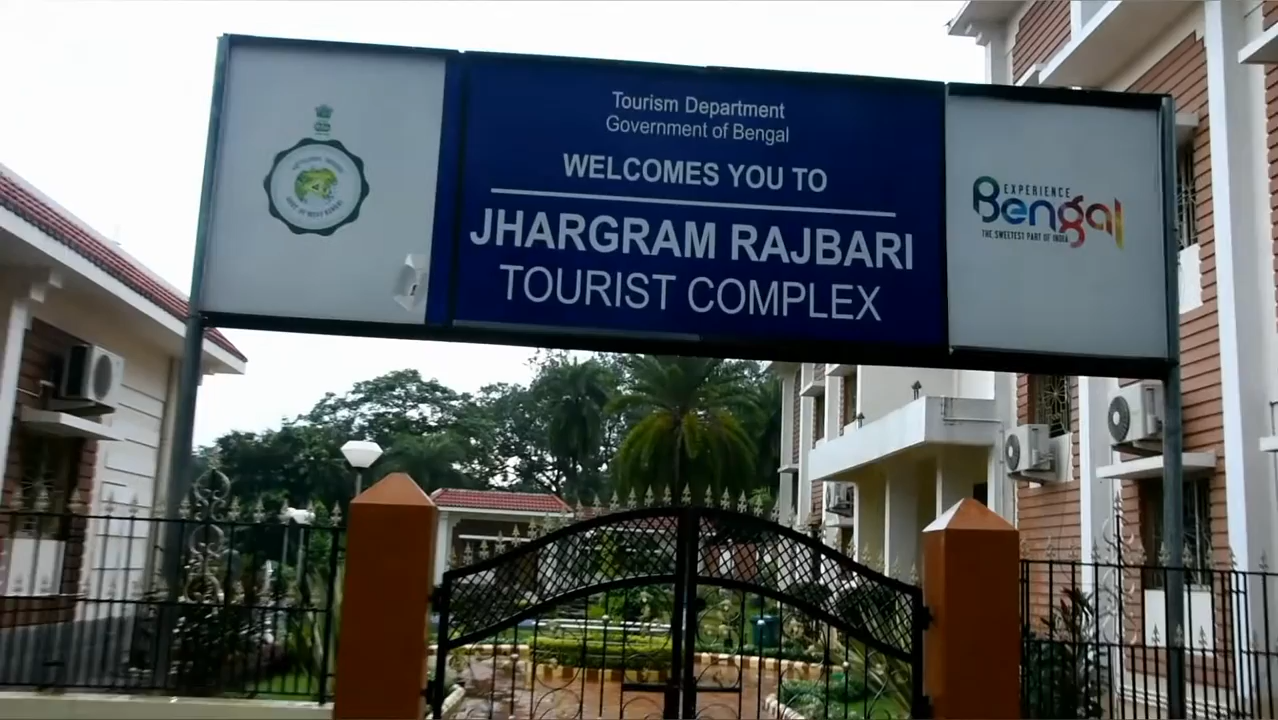 Tourism Department
Government of Bengal
WELCOMES YOU TO
JHARGRAM RAJBARI
TOURIST COMPLEX
EXPERIENCE
Bengal
THE SWEETEST PART OF INDIA